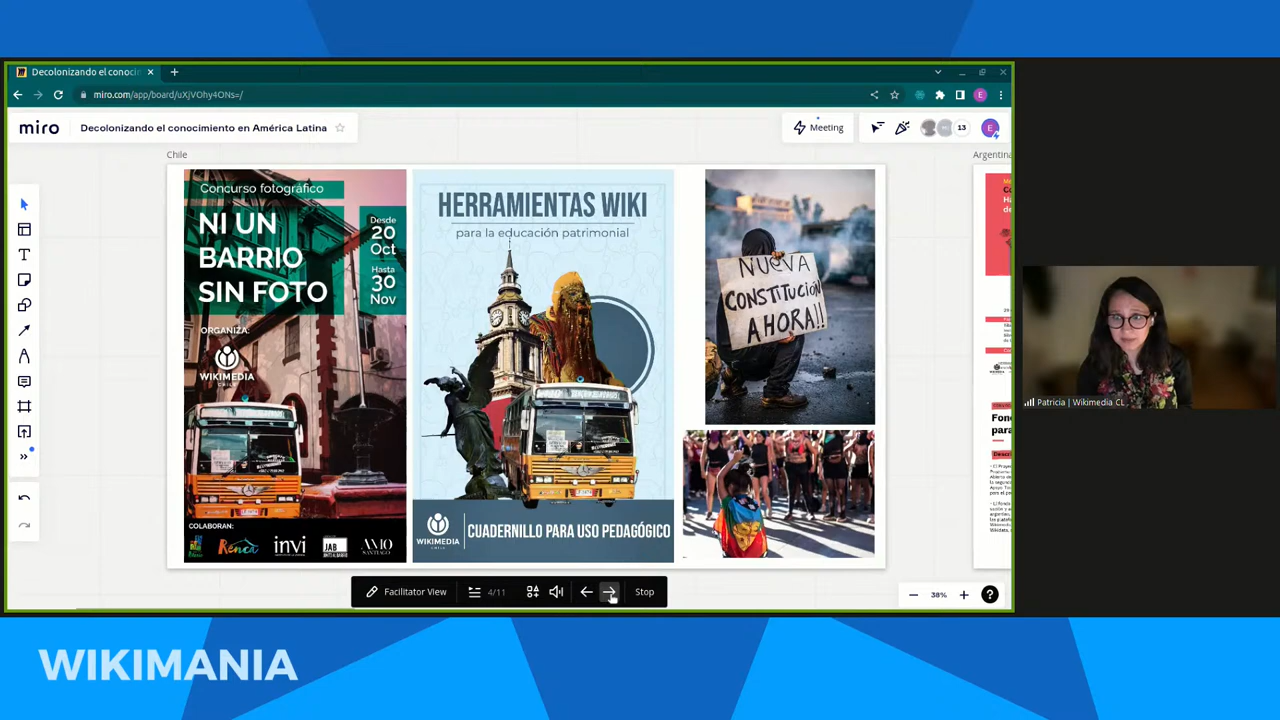 Decolonizando el conoci
miro.com/app/board/uXjVOhy4ONs=/
miro
Decolonizando el conocimiento en América Latina
Meeting
13
E
E
Chile
Argentina
Concurso fotográfico
NI UN
BARRIO
SIN FOTO
Desde
20
Oct
Hasta
30
Nov
ORGANIZA:
WIKIMEDIA
CHILE
COLABORAN:
Renca
invi
JAB
AMO
SANTIAGO
HERRAMIENTAS WIKI
para la educación patrimonial
WIKIMEDIA
CHILE
CUADERNILLO PARA USO PEDAGÓGICO
NUEVA
CONSTITUCIÓN
AHORA!!
Patricia | Wikimedia CL
Facilitator View
4/11
Stop
38%
WIKIMANIA